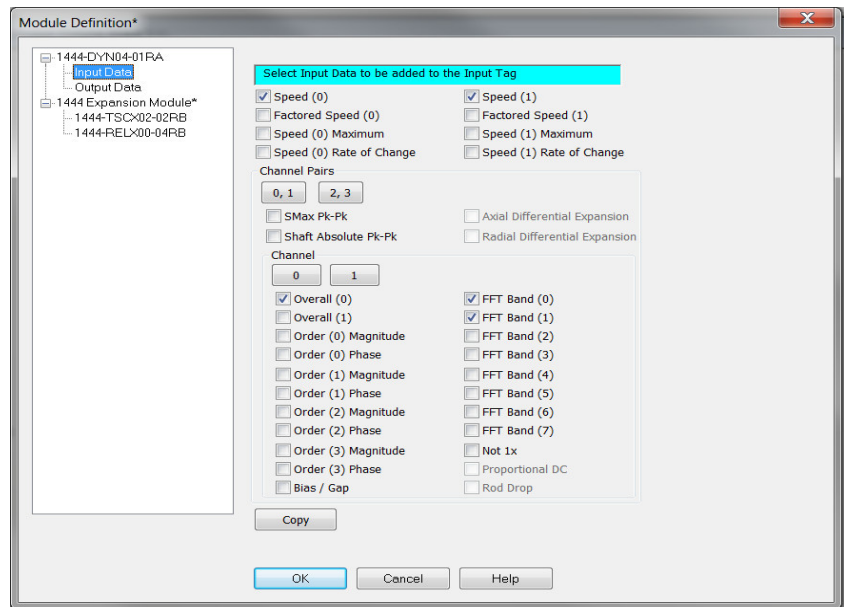 Module Definition*
1444-DYN04-01RA
Input Data
Output Data
1444 Expansion Module*
1444-TSCX02-02RB
1444-RELX00-04RB
Select Input Data to be added to the Input Tag
Speed (0) Speed (1)
Factored Speed (0) Factored Speed (1)
Speed (0) Maximum Speed (1) Maximum
Speed (0) Rate of Change Speed (1) Rate of Change
Channel Pairs
0, 1 2, 3
SMax Pk-Pk Axial Differential Expansion
Shaft Absolute Pk-Pk Radial Differential Expansion
Channel
0 1
Overall (0) FFT Band (0)
Overall (1) FFT Band (1)
Order (0) Magnitude FFT Band (2)
Order (0) Phase FFT Band (3)
Order (1) Magnitude FFT Band (4)
Order (1) Phase FFT Band (5)
Order (2) Magnitude FFT Band (6)
Order (2) Phase FFT Band (7)
Order (3) Magnitude Not 1x
Order (3) Phase Proportional DC
Bias / Gap Rod Drop
Copy
OK Cancel Help